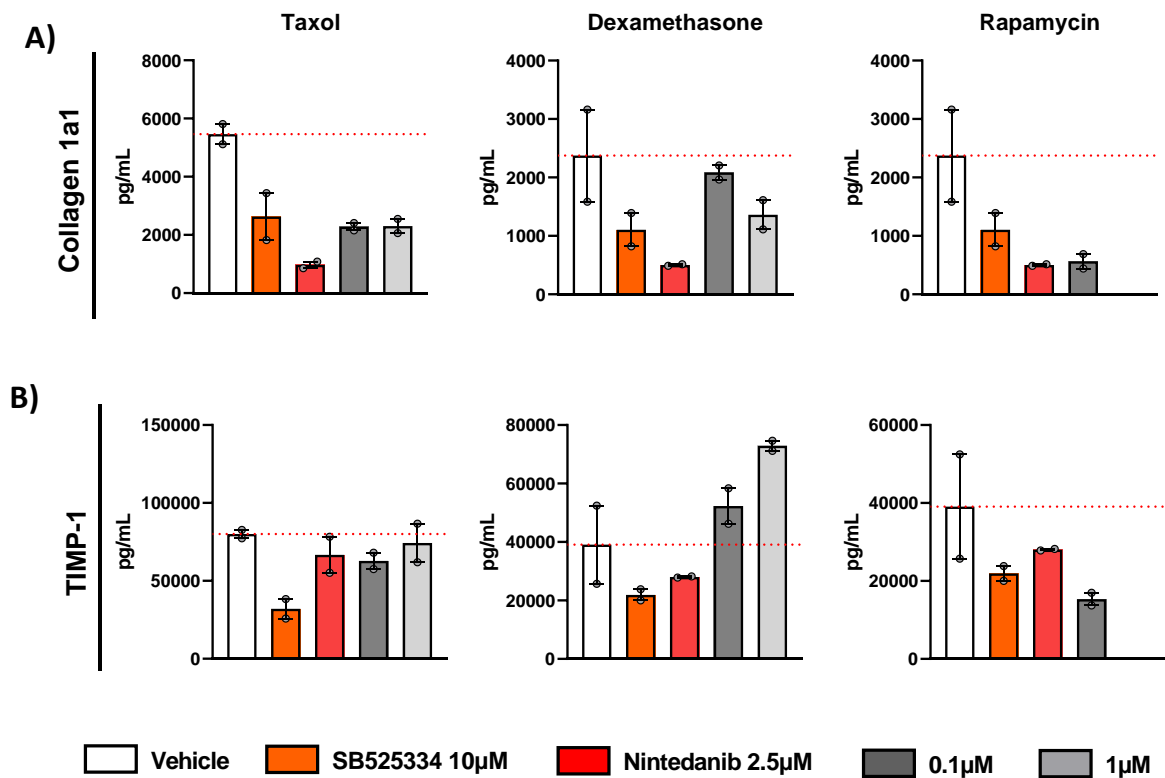 A)
Taxol
Dexamethasone
Rapamycin
Collagen 1a1
pg/mL
8000
6000
4000
2000
0
pg/mL
4000
3000
2000
1000
0
pg/mL
4000
3000
2000
1000
0
B)
TIMP-1
pg/mL
150000
100000
50000
0
pg/mL
80000
60000
40000
20000
0
pg/mL
60000
40000
20000
0
Vehicle
SB525334 10µM
Nintedanib 2.5µM
0.1µM
1µM